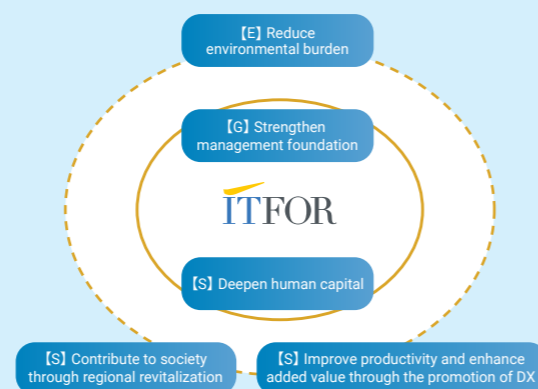 【E】Reduce
environmental burden
【G】Strengthen
management foundation
ITFOR
【S】Deepen human capital
【S】Contribute to society
through regional revitalization
【S】Improve productivity and enhance
added value through the promotion of DX